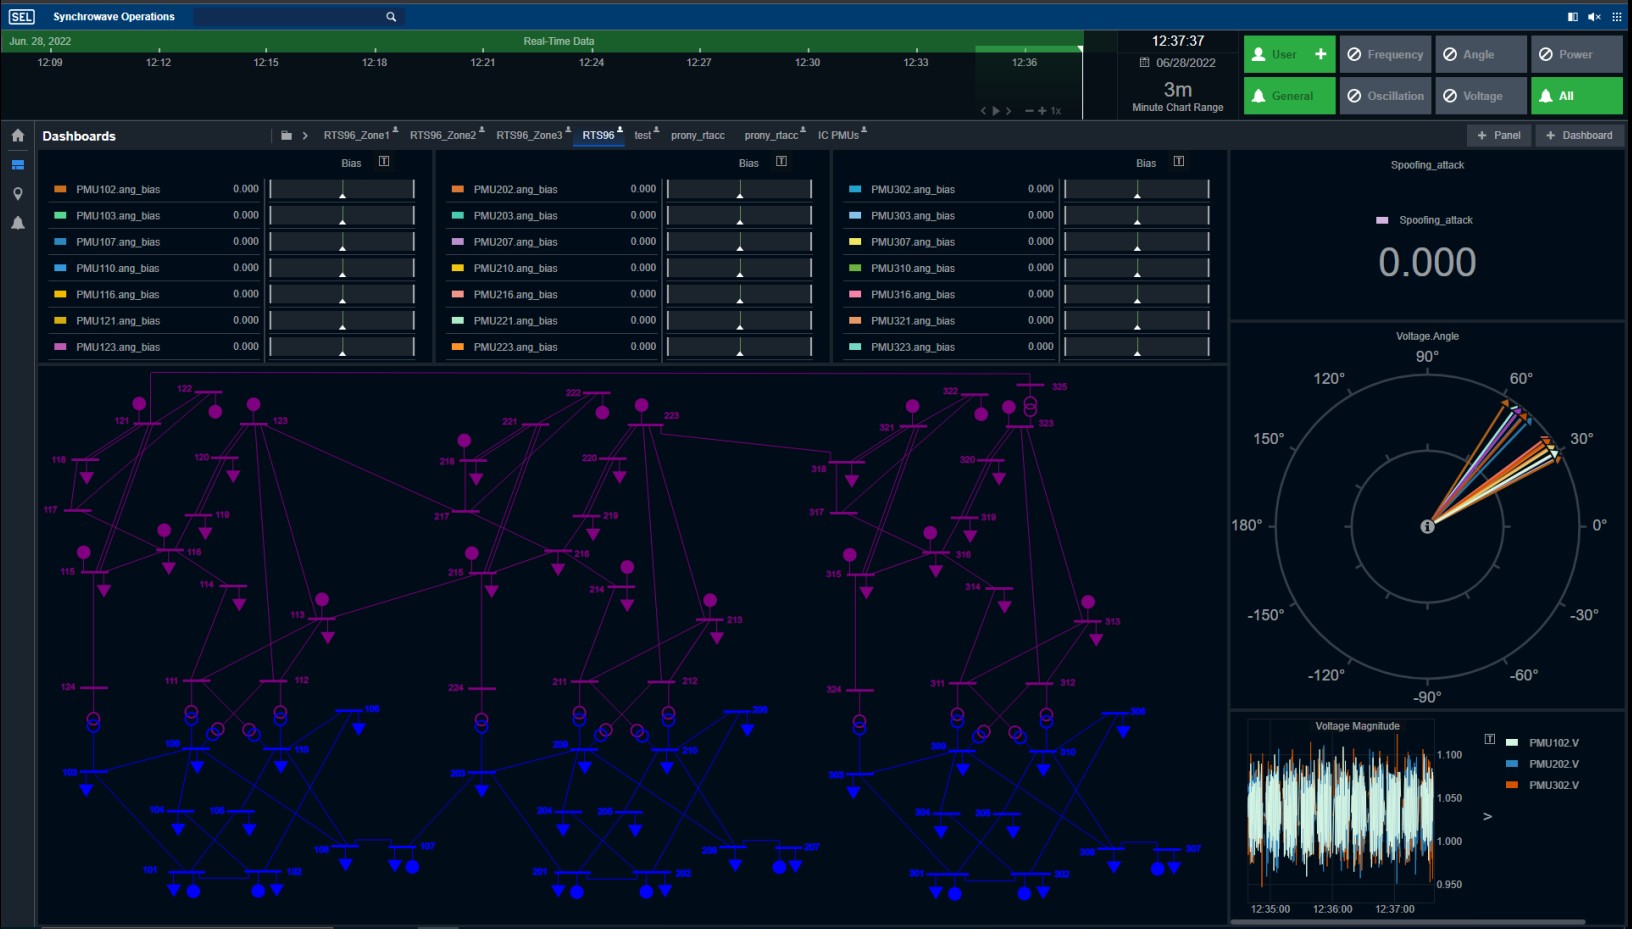 SEL Synchrowave Operations
Jun. 28, 2022
Real-Time Data
12:09 12:12 12:15 12:18 12:21 12:24 12:27 12:30 12:33 12:36
1x
12:37:37
06/28/2022
3m
Minute Chart Range
User + Frequency Angle Power
General Oscillation Voltage All
Dashboards
RTS96_Zone1 RTS96_Zone2 RTS96_Zone3 RTS96 test prony_rtacc prony_rtacc IC PMUs
+ Panel + Dashboard
Bias T
PMU102.ang_bias 0.000
PMU103.ang_bias 0.000
PMU107.ang_bias 0.000
PMU110.ang_bias 0.000
PMU116.ang_bias 0.000
PMU121.ang_bias 0.000
PMU123.ang_bias 0.000
Bias T
PMU202.ang_bias 0.000
PMU203.ang_bias 0.000
PMU207.ang_bias 0.000
PMU210.ang_bias 0.000
PMU216.ang_bias 0.000
PMU221.ang_bias 0.000
PMU223.ang_bias 0.000
Bias T
PMU302.ang_bias 0.000
PMU303.ang_bias 0.000
PMU307.ang_bias 0.000
PMU310.ang_bias 0.000
PMU316.ang_bias 0.000
PMU321.ang_bias 0.000
PMU323.ang_bias 0.000
Spoofing_attack
Spoofing_attack
0.000
122 222 322 325
121 123 221 223 321 323
118 120 218 220 318 320
117 119 217 219 317 319
115 116 215 216 315 316
114 214 314
113 213 313
124 111 112 224 211 212 324 311 312
109 110 209 210 309 310
103 203 303
104 105 204 205 304
108 107 208 207 308 307
101 102 201 202 301 302
Voltage.Angle
90°
120° 60°
150° 30°
180° 0°
-150° -30°
-120° -60°
-90°
Voltage Magnitude
T
PMU102.V
PMU202.V
PMU302.V
1.100
1.050
1.000
0.950
12:35:00 12:36:00 12:37:00